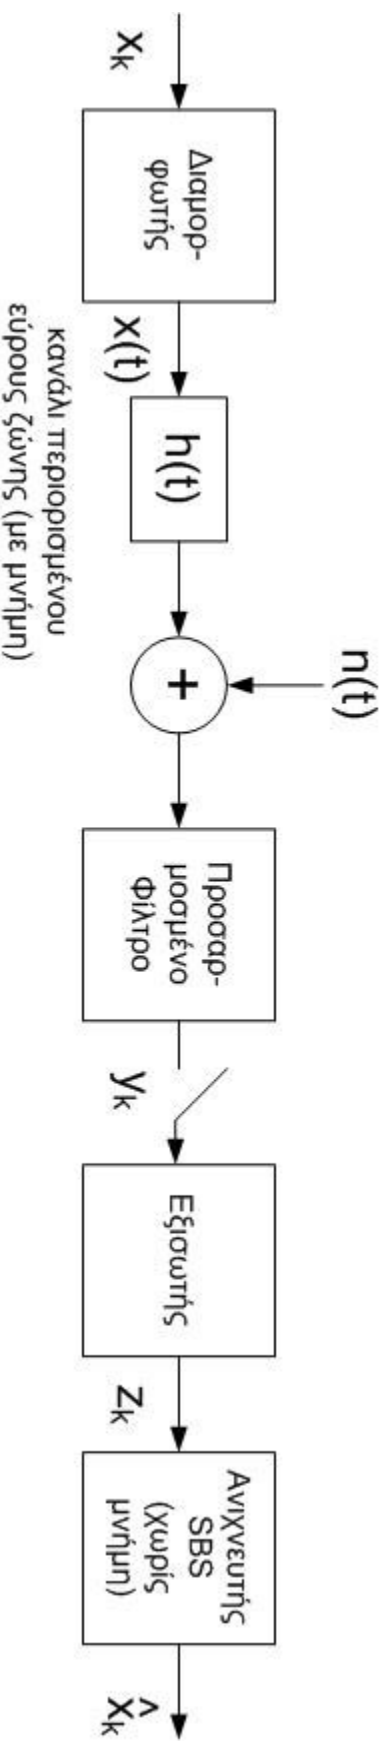 x_k
Διαμορ-
φωτής
x(t)
h(t)
κανάλι περιορισμένου
εύρους ζώνης (με μνήμη)
n(t)
+
Προσαρ-
μοσμένο
Φίλτρο
y_k
Εξισωτής
z_k
Ανιχνευτής
SBS
(χωρίς
μνήμη)
x̂_k